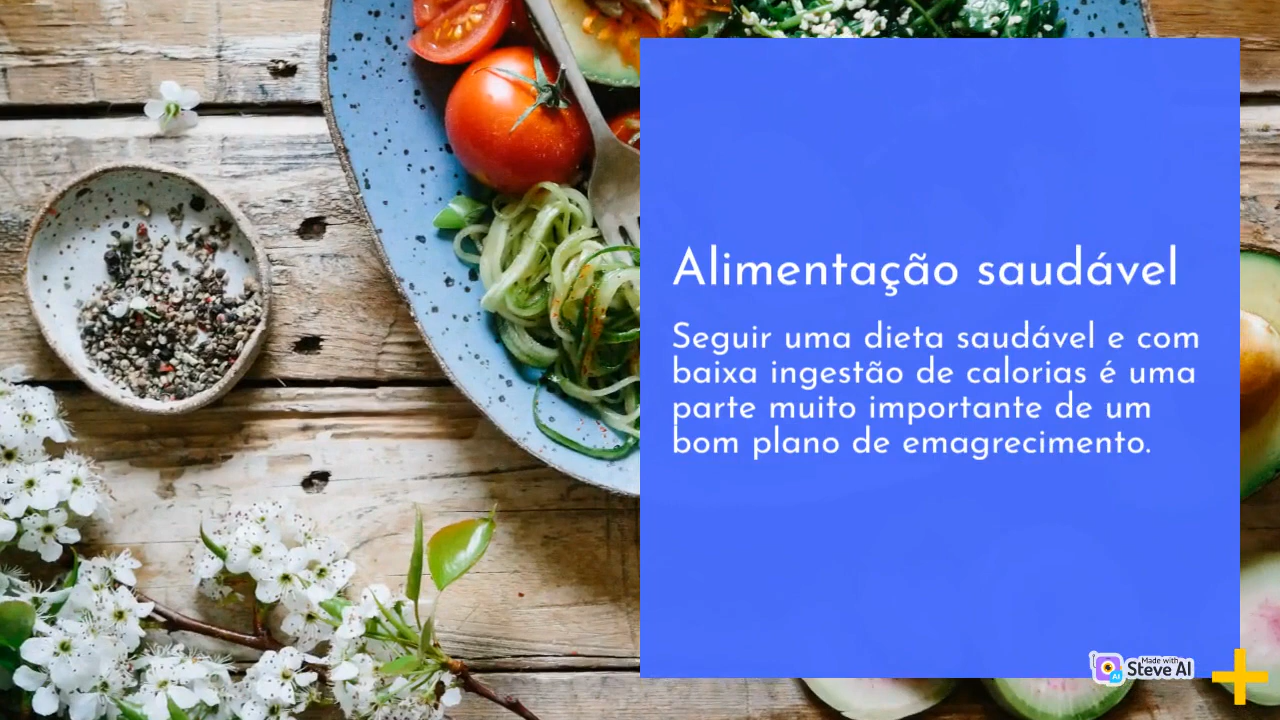 Alimentação saudável
Seguir uma dieta saudável e com
baixa ingestão de calorias é uma
parte muito importante de um
bom plano de emagrecimento.
Made with
Steve AI
AI